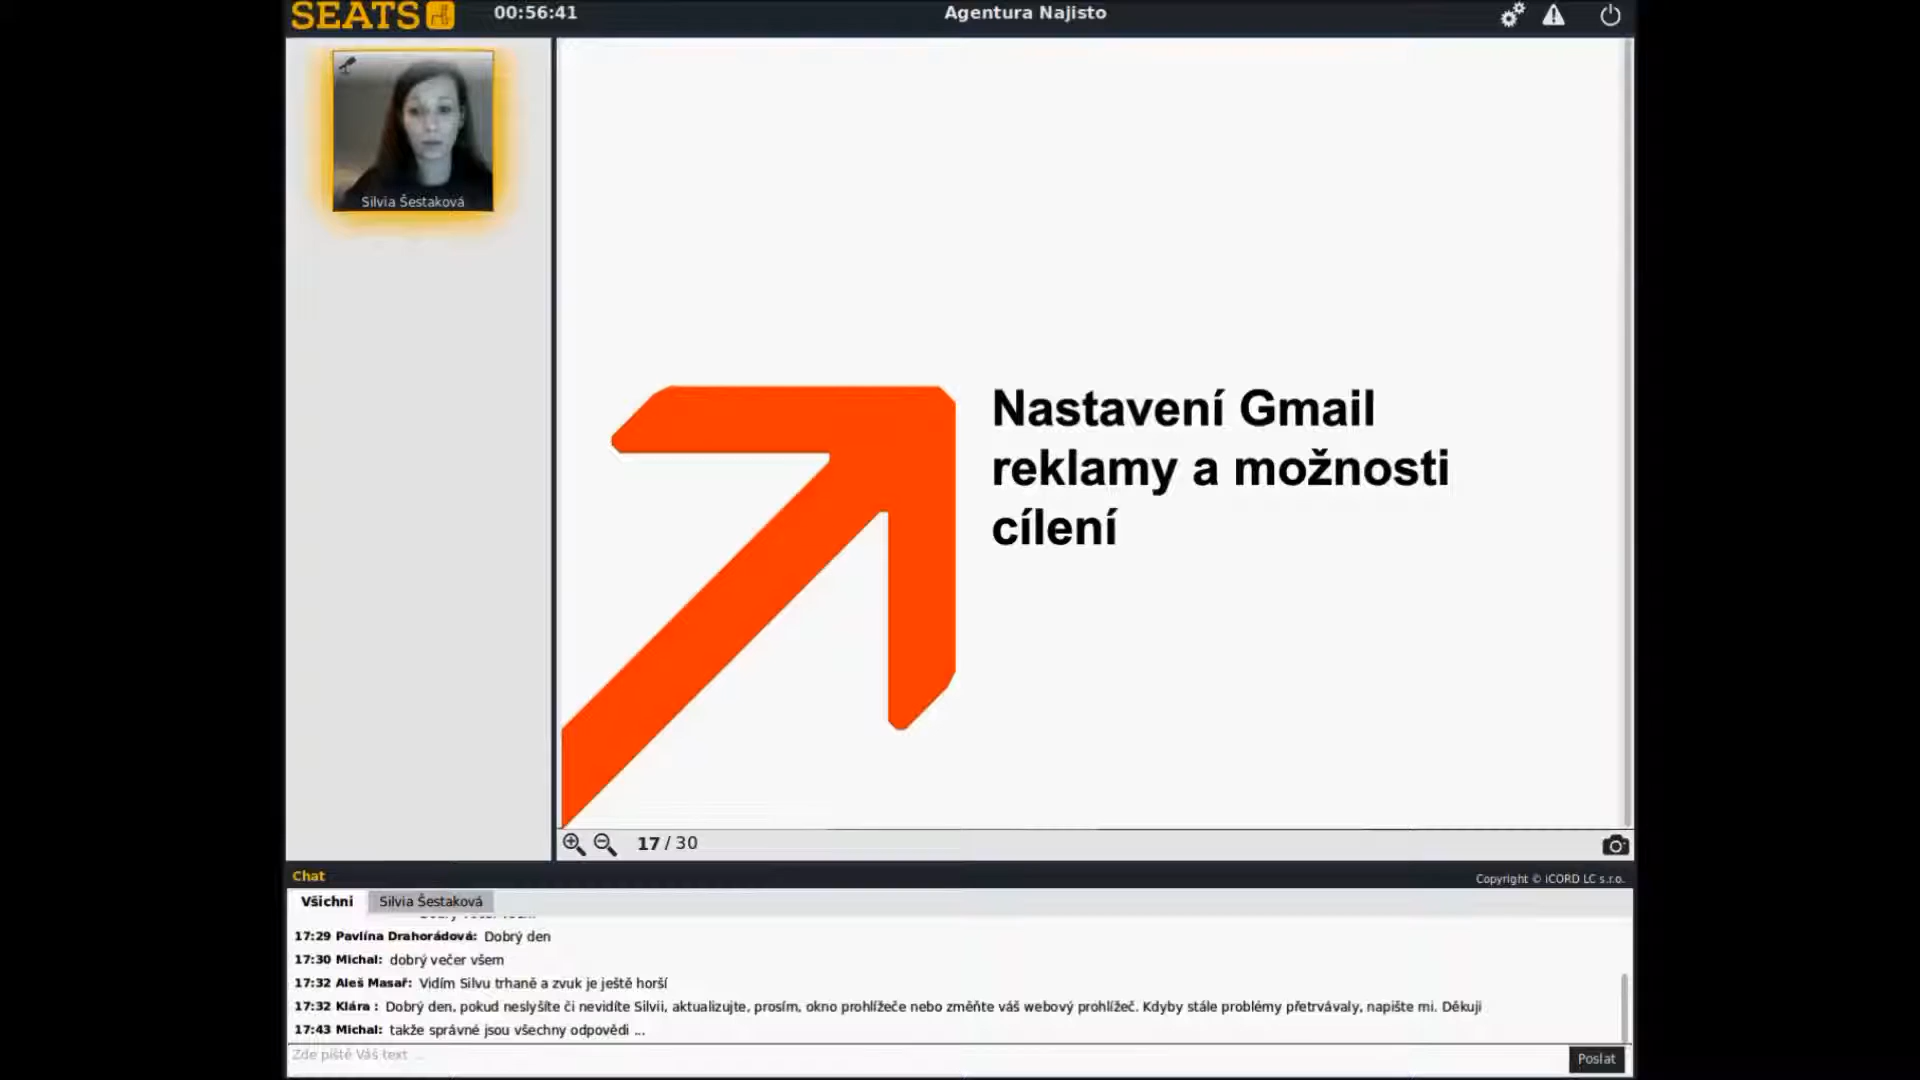 SEATS
00:56:41
Agentura Najisto
Silvia Šestaková
Nastavení Gmail
reklamy a možnosti
cílení
17 / 30
Chat
Copyright © iCORD LC s.r.o.
Všichni
Silvia Šestaková
17:29 Pavlína Drahorádová: Dobrý den
17:30 Michal: dobrý večer všem
17:32 Aleš Masař: Vidím Silvu trhaně a zvuk je ještě horší
17:32 Klára : Dobrý den, pokud neslyšíte či nevidíte Silvii, aktualizujte, prosím, okno prohlížeče nebo změňte váš webový prohlížeč. Kdyby stále problémy přetrvávaly, napište mi. Děkuji
17:43 Michal: takže správné jsou všechny odpovědi ...
Zde piště Váš text ...
Poslat